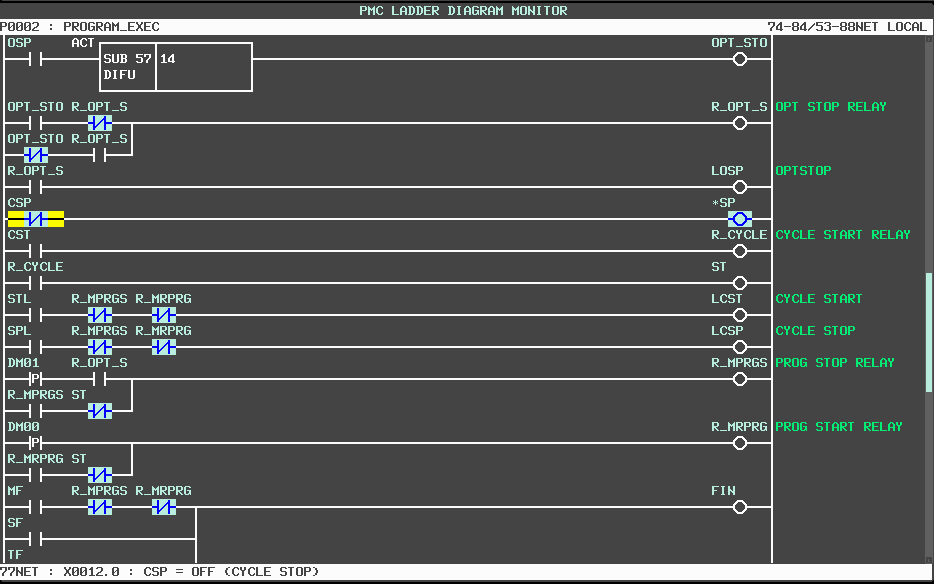 PMC LADDER DIAGRAM MONITOR
P0002 : PROGRAM_EXEC 74-84/53-88NET LOCAL
OSP ACT OPT_STO
SUB 57 14
DIFU
OPT_STO R_OPT_S R_OPT_S OPT STOP RELAY
OPT_STO R_OPT_S
R_OPT_S LOSP OPTSTOP
CSP *SP
CST R_CYCLE CYCLE START RELAY
R_CYCLE ST
STL R_MPRGS R_MRPRG LCST CYCLE START
SPL R_MPRGS R_MRPRG LCSP CYCLE STOP
DM01 R_OPT_S R_MPRGS PROG STOP RELAY
P
R_MPRGS ST
DM00 R_MRPRG PROG START RELAY
P
R_MRPRG ST
MF R_MPRGS R_MRPRG FIN
SF
TF
77NET : X0012.0 : CSP = OFF (CYCLE STOP)